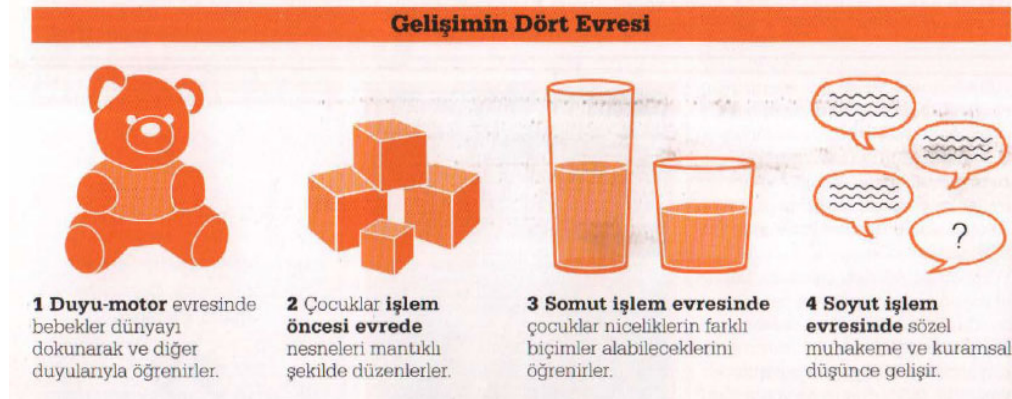 Gelişimin Dört Evresi
?
1 Duyu-motor evresinde
bebekler dünyayı
dokunarak ve diğer
duyularıyla öğrenirler.
2 Çocuklar işlem
öncesi evrede
nesneleri mantıklı
şekilde düzenlerler.
3 Somut işlem evresinde
çocuklar niceliklerin farklı
biçimler alabileceklerini
öğrenirler.
4 Soyut işlem
evresinde sözel
muhakeme ve kuramsal
düşünce gelişir.